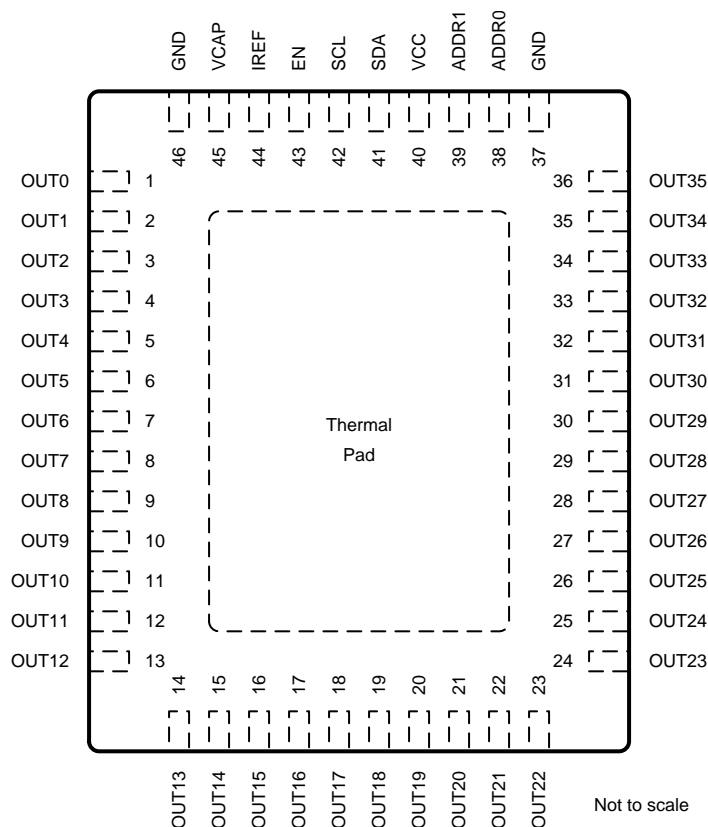 GND VCAP IREF EN SCL SDA VCC ADDR1 ADDR0 GND
46 45 44 43 42 41 40 39 38 37
OUT0 1 36 OUT35
OUT1 2 35 OUT34
OUT2 3 34 OUT33
OUT3 4 33 OUT32
OUT4 5 32 OUT31
OUT5 6 31 OUT30
OUT6 7 30 OUT29
Thermal
Pad
OUT7 8 29 OUT28
OUT8 9 28 OUT27
OUT9 10 27 OUT26
OUT10 11 26 OUT25
OUT11 12 25 OUT24
OUT12 13 24 OUT23
14 15 16 17 18 19 20 21 22 23
OUT13 OUT14 OUT15 OUT16 OUT17 OUT18 OUT19 OUT20 OUT21 OUT22
Not to scale